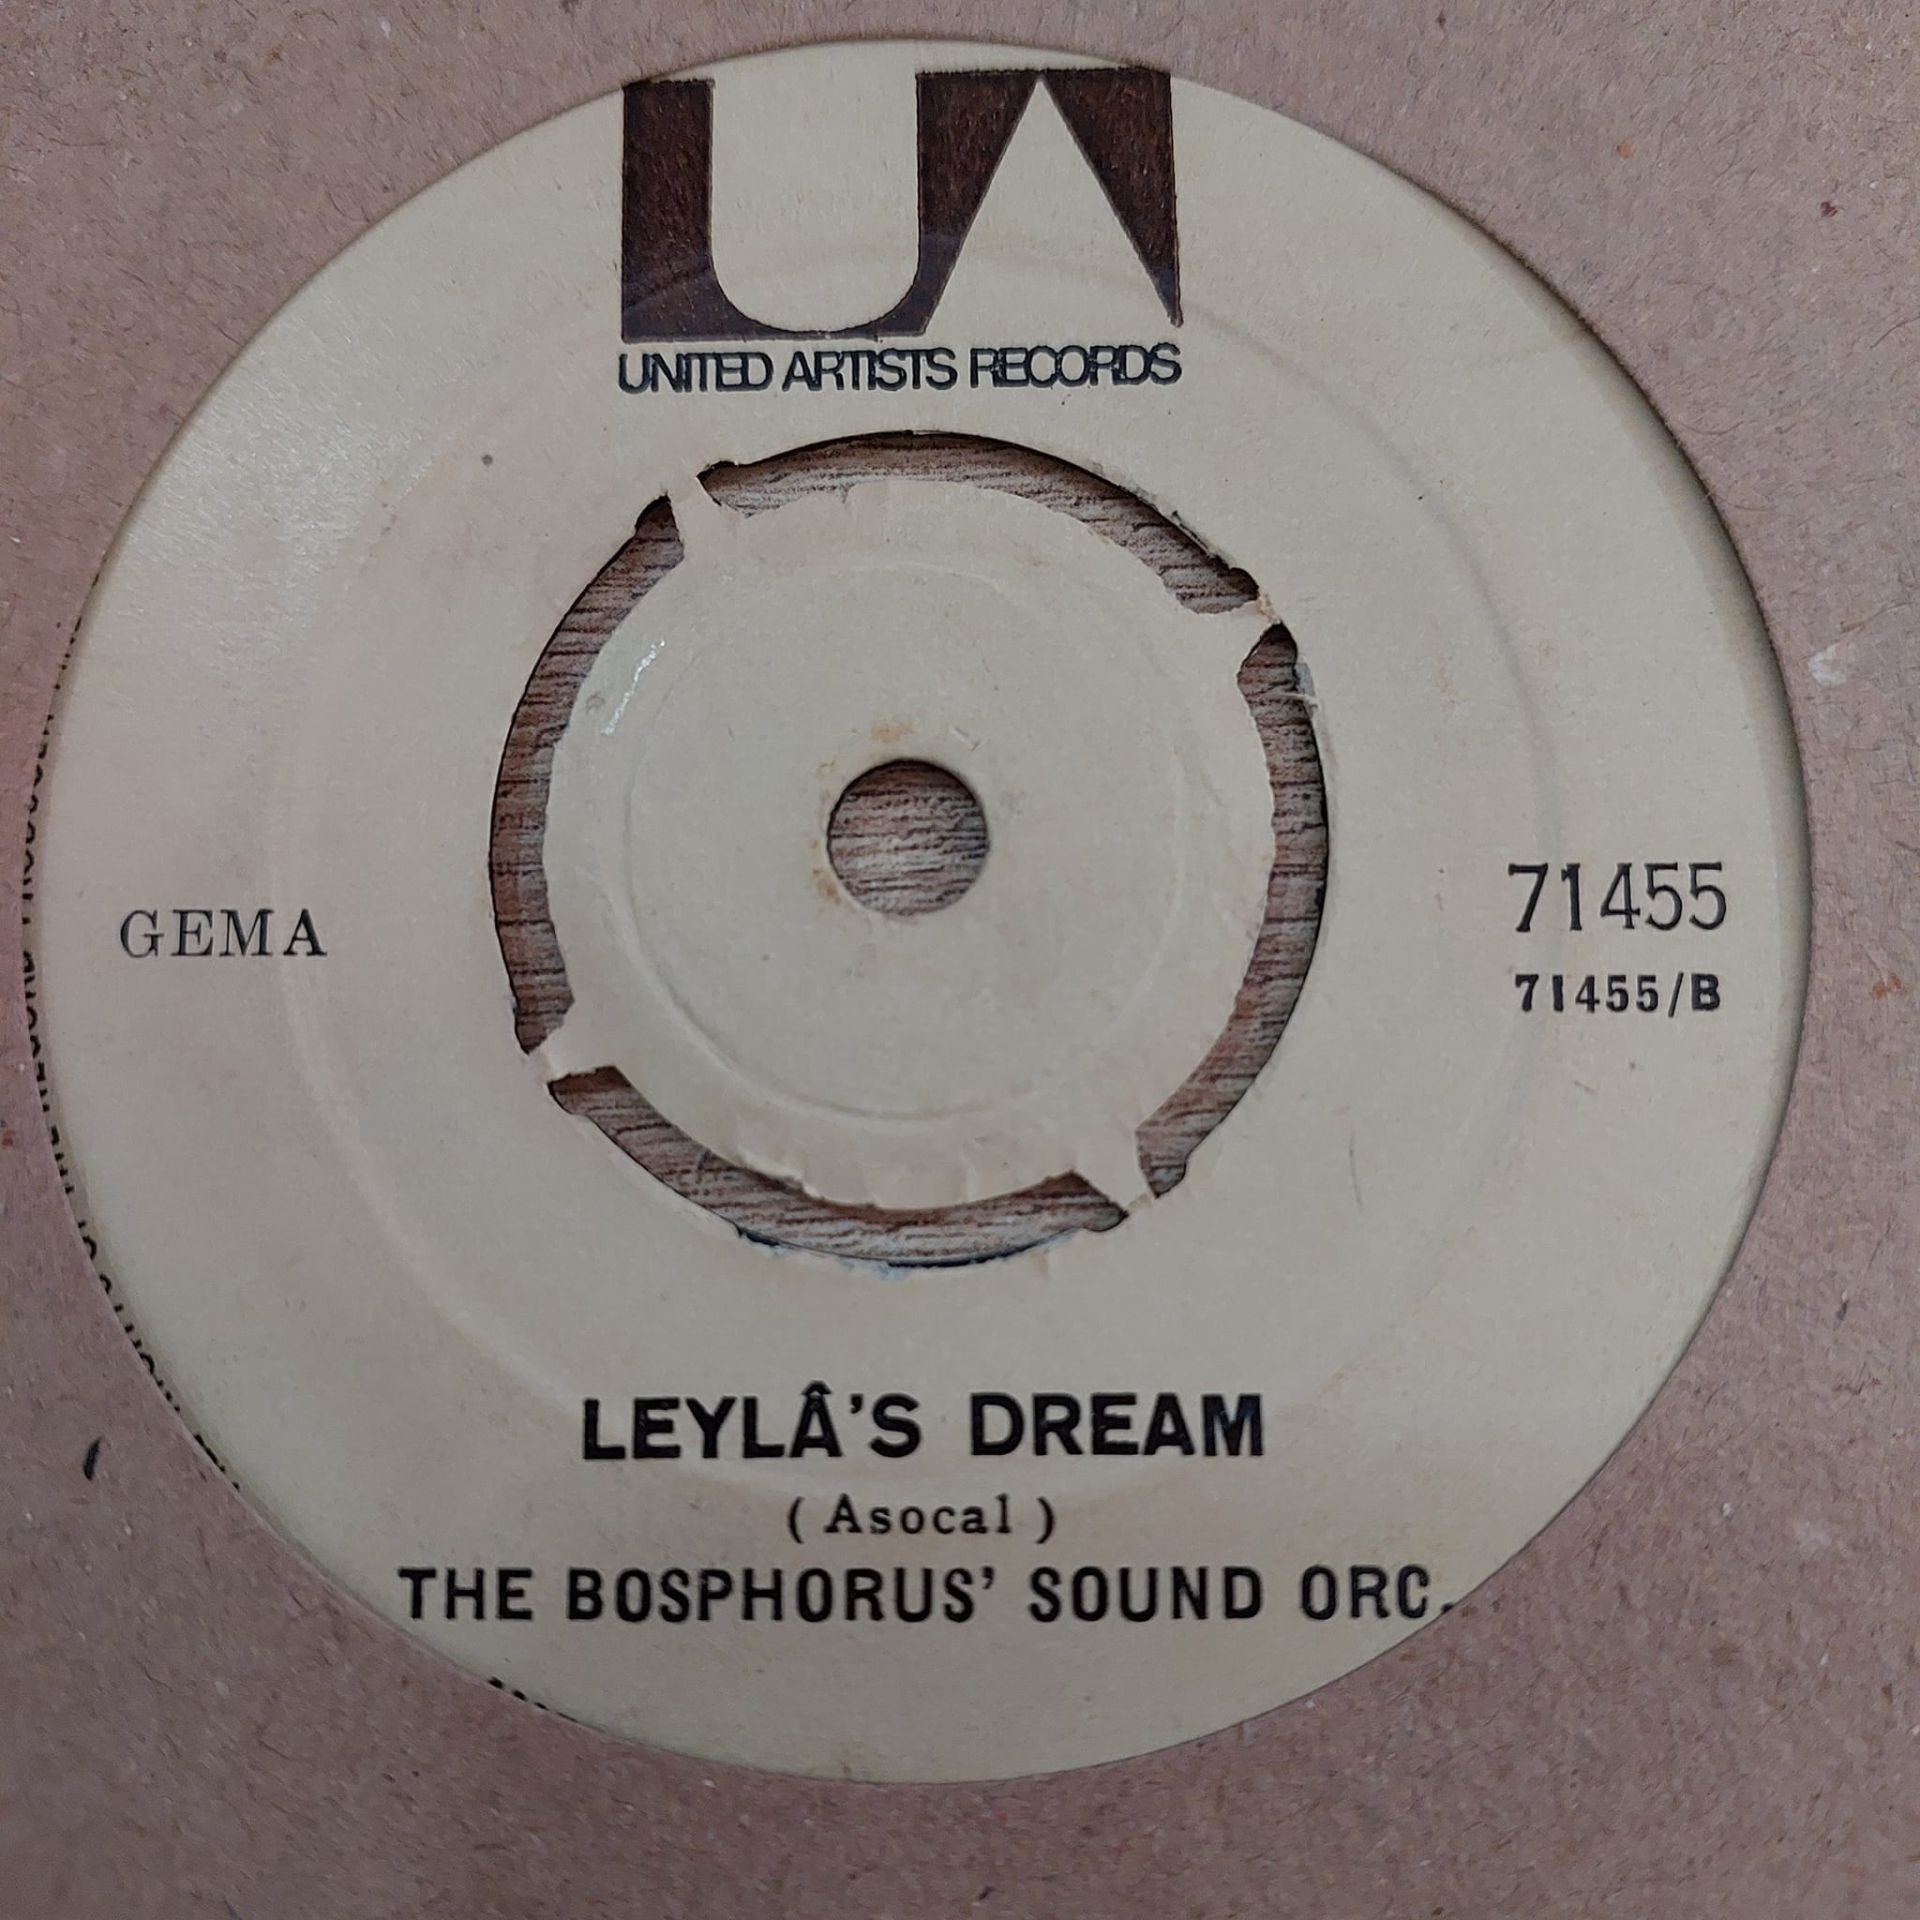 UA
UNITED ARTISTS RECORDS
GEMA
71455
71455/B
LEYLÂ'S DREAM
( Asocal )
THE BOSPHORUS' SOUND ORC.